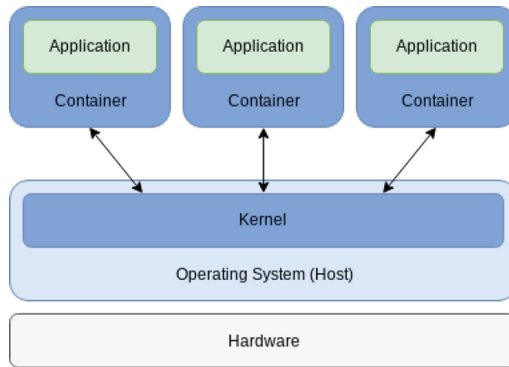 Application
Application
Application
Container
Container
Container
Kernel
Operating System (Host)
Hardware